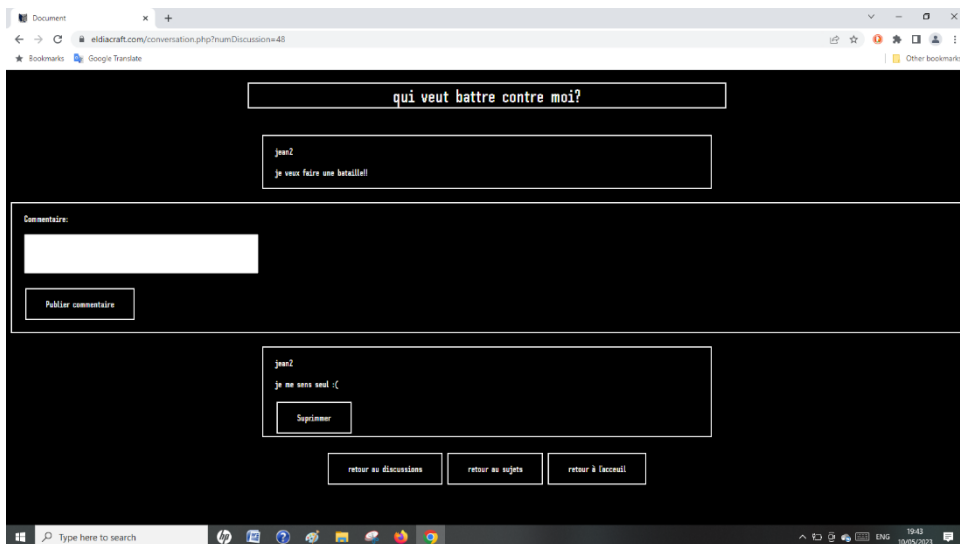 Document
eldiacraft.com/conversation.php?numDiscussion=48
Bookmarks Google Translate Other bookmarks
qui veut battre contre moi?
jean2
je veux faire une bataille!!
Commentaire:
Publier commentaire
jean2
je me sens seul :(
Suprimmer
retour au discussions retour au sujets retour à l'acceuil
Type here to search
ENG
19:43
10/05/2023